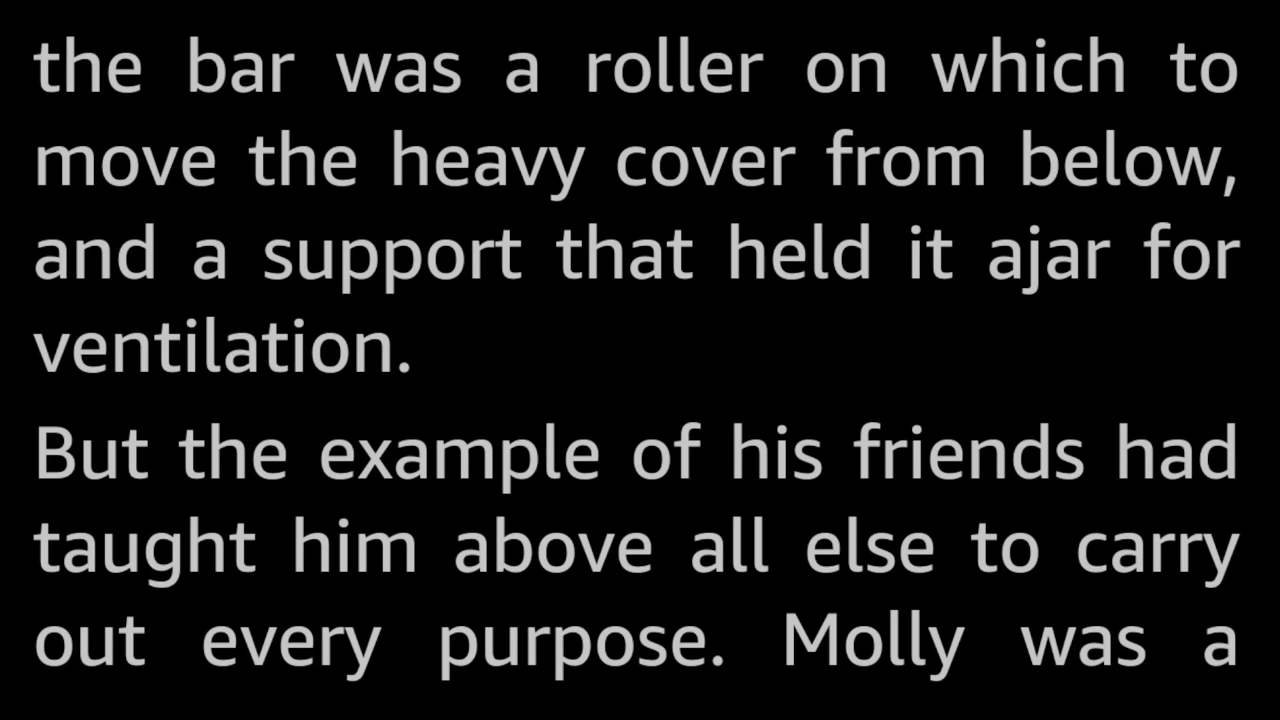 the bar was a roller on which to
move the heavy cover from below,
and a support that held it ajar for
ventilation.
But the example of his friends had
taught him above all else to carry
out every purpose. Molly was a